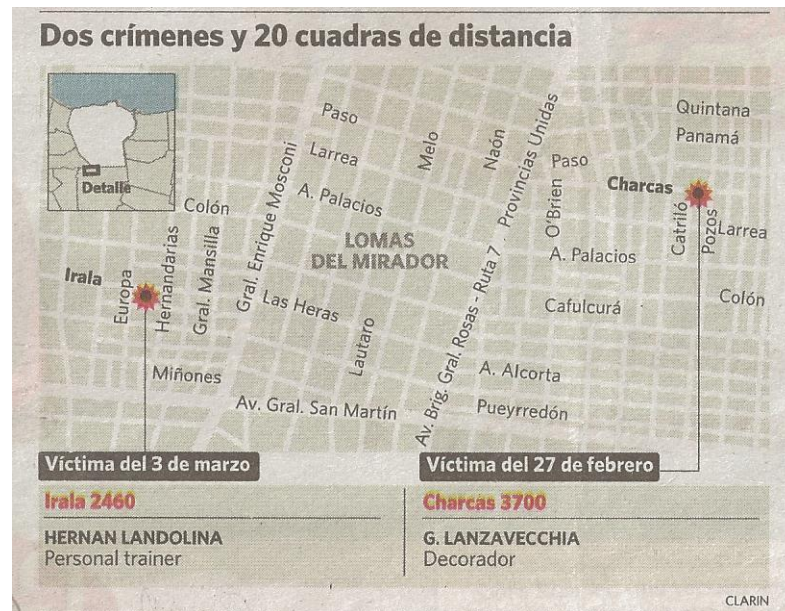 Dos crímenes y 20 cuadras de distancia
Detalle
Quintana
Panamá
Paso
Larrea
A. Palacios
Melo
Naón
Provincias Unidas
Paso
Charcas
O'Brien
Catriló
Pozos
Larrea
Colón
Gral. Enrique Mosconi
LOMAS
DEL MIRADOR
A. Palacios
Irala
Europa
Hernandarias
Gral. Mansilla
Las Heras
Lautaro
Av. Brig. Gral. Rosas - Ruta 7
Cafulcurá
Colón
Miñones
A. Alcorta
Av. Gral. San Martín
Pueyrredón
Víctima del 3 de marzo
Irala 2460
HERNAN LANDOLINA
Personal trainer
Víctima del 27 de febrero
Charcas 3700
G. LANZAVECCHIA
Decorador
CLARIN